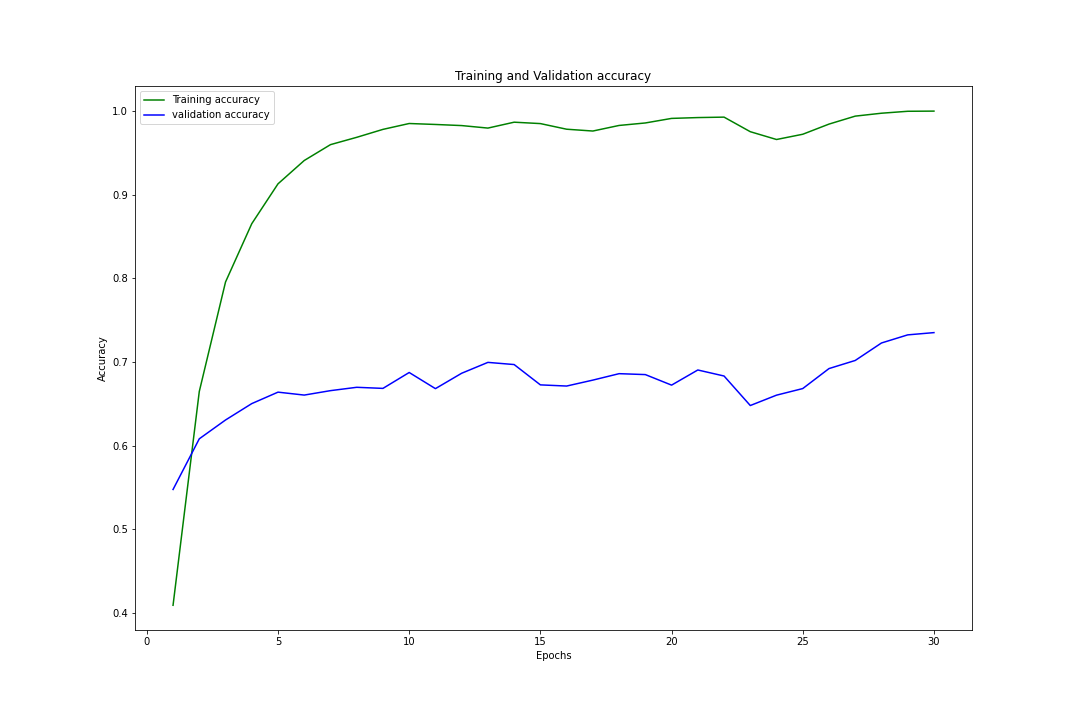 Training and Validation accuracy
Training accuracy
validation accuracy
1.0
0.9
0.8
0.7
0.6
0.5
0.4
Accuracy
0 5 10 15 20 25 30
Epochs